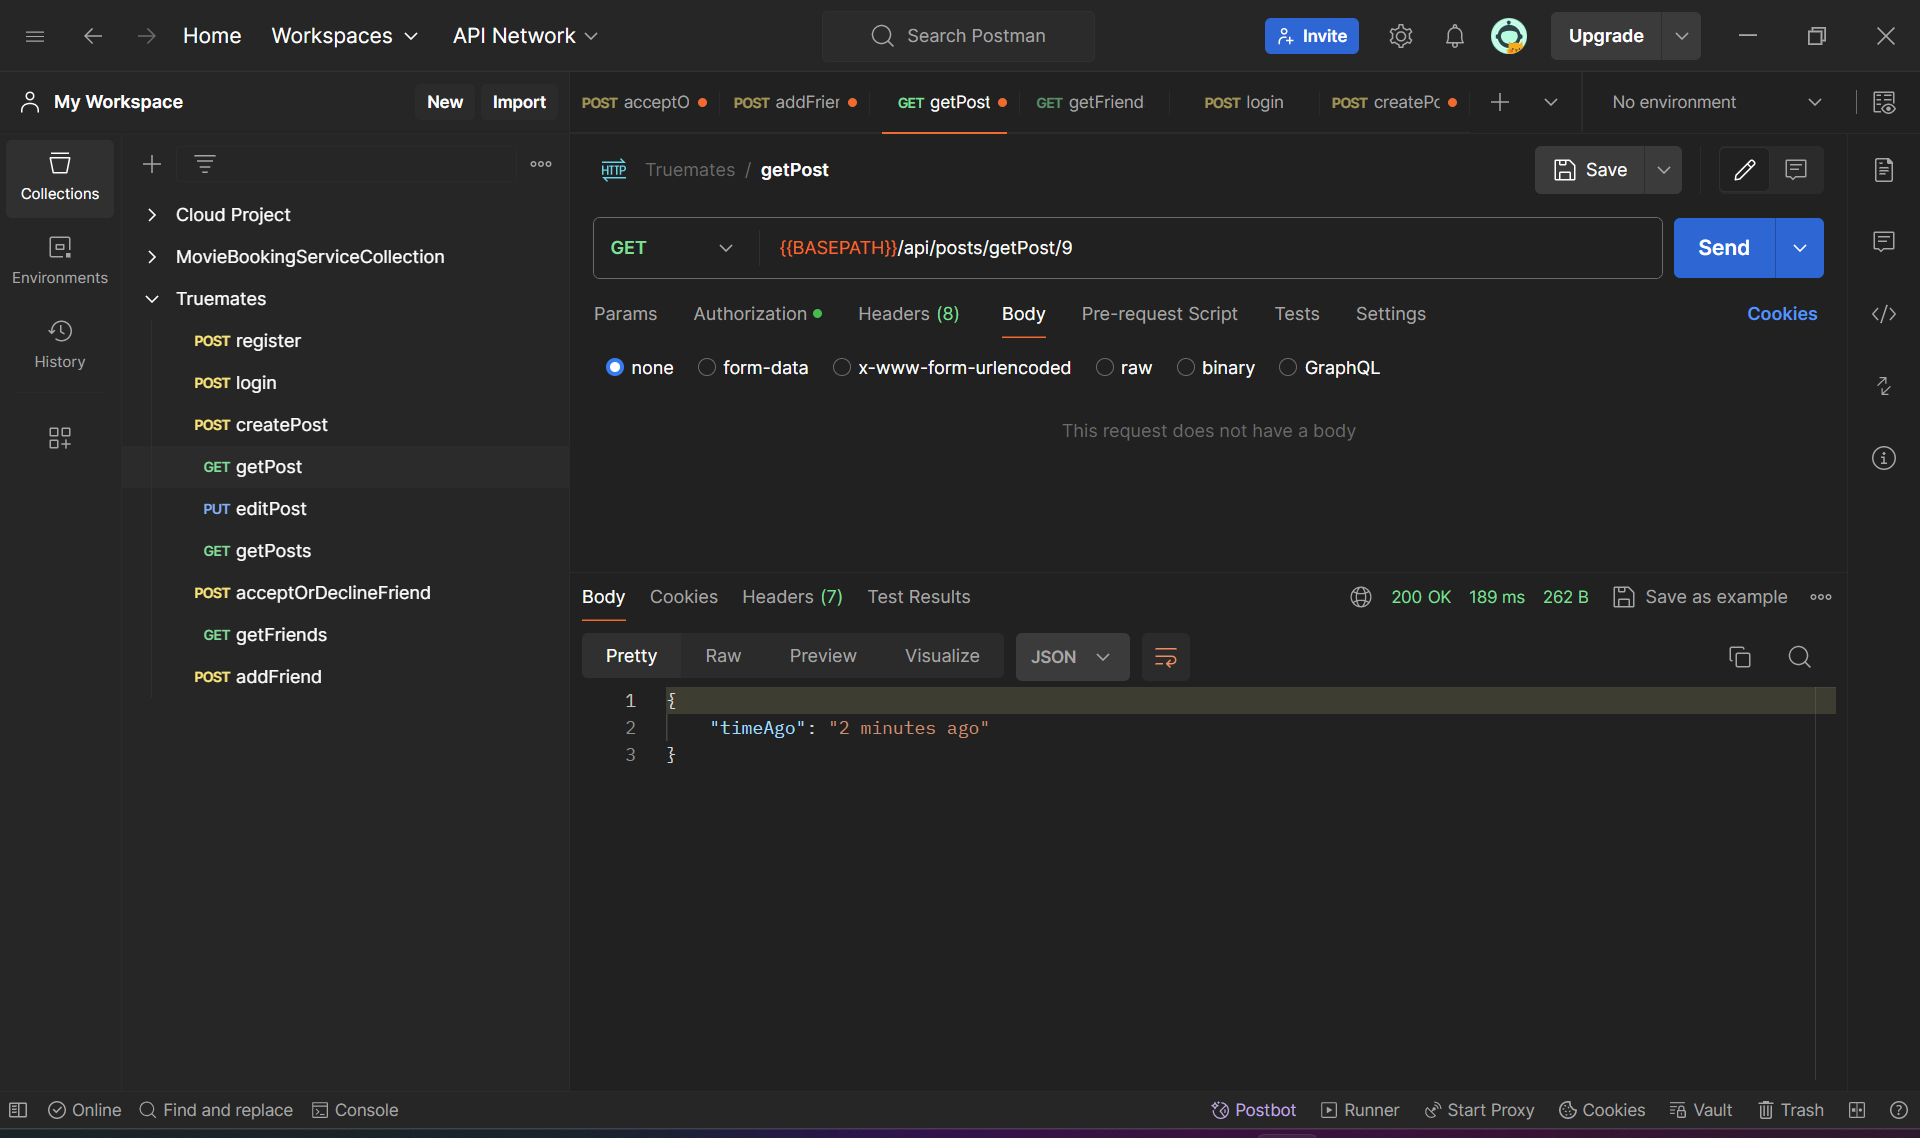 Home Workspaces API Network Search Postman Invite Upgrade
My Workspace New Import
POST acceptO POST addFrier GET getPost GET getFriend POST login POST createPo No environment
Collections
Environments
History
Cloud Project
MovieBookingServiceCollection
Truemates
POST register
POST login
POST createPost
GET getPost
PUT editPost
GET getPosts
POST acceptOrDeclineFriend
GET getFriends
POST addFriend
HTTP Truemates / getPost Save
GET {{BASEPATH}}/api/posts/getPost/9 Send
Params Authorization Headers (8) Body Pre-request Script Tests Settings Cookies
none form-data x-www-form-urlencoded raw binary GraphQL
This request does not have a body
Body Cookies Headers (7) Test Results 200 OK 189 ms 262 B Save as example
Pretty Raw Preview Visualize JSON
1 {
2 "timeAgo": "2 minutes ago"
3 }
Online Find and replace Console Postbot Runner Start Proxy Cookies Vault Trash